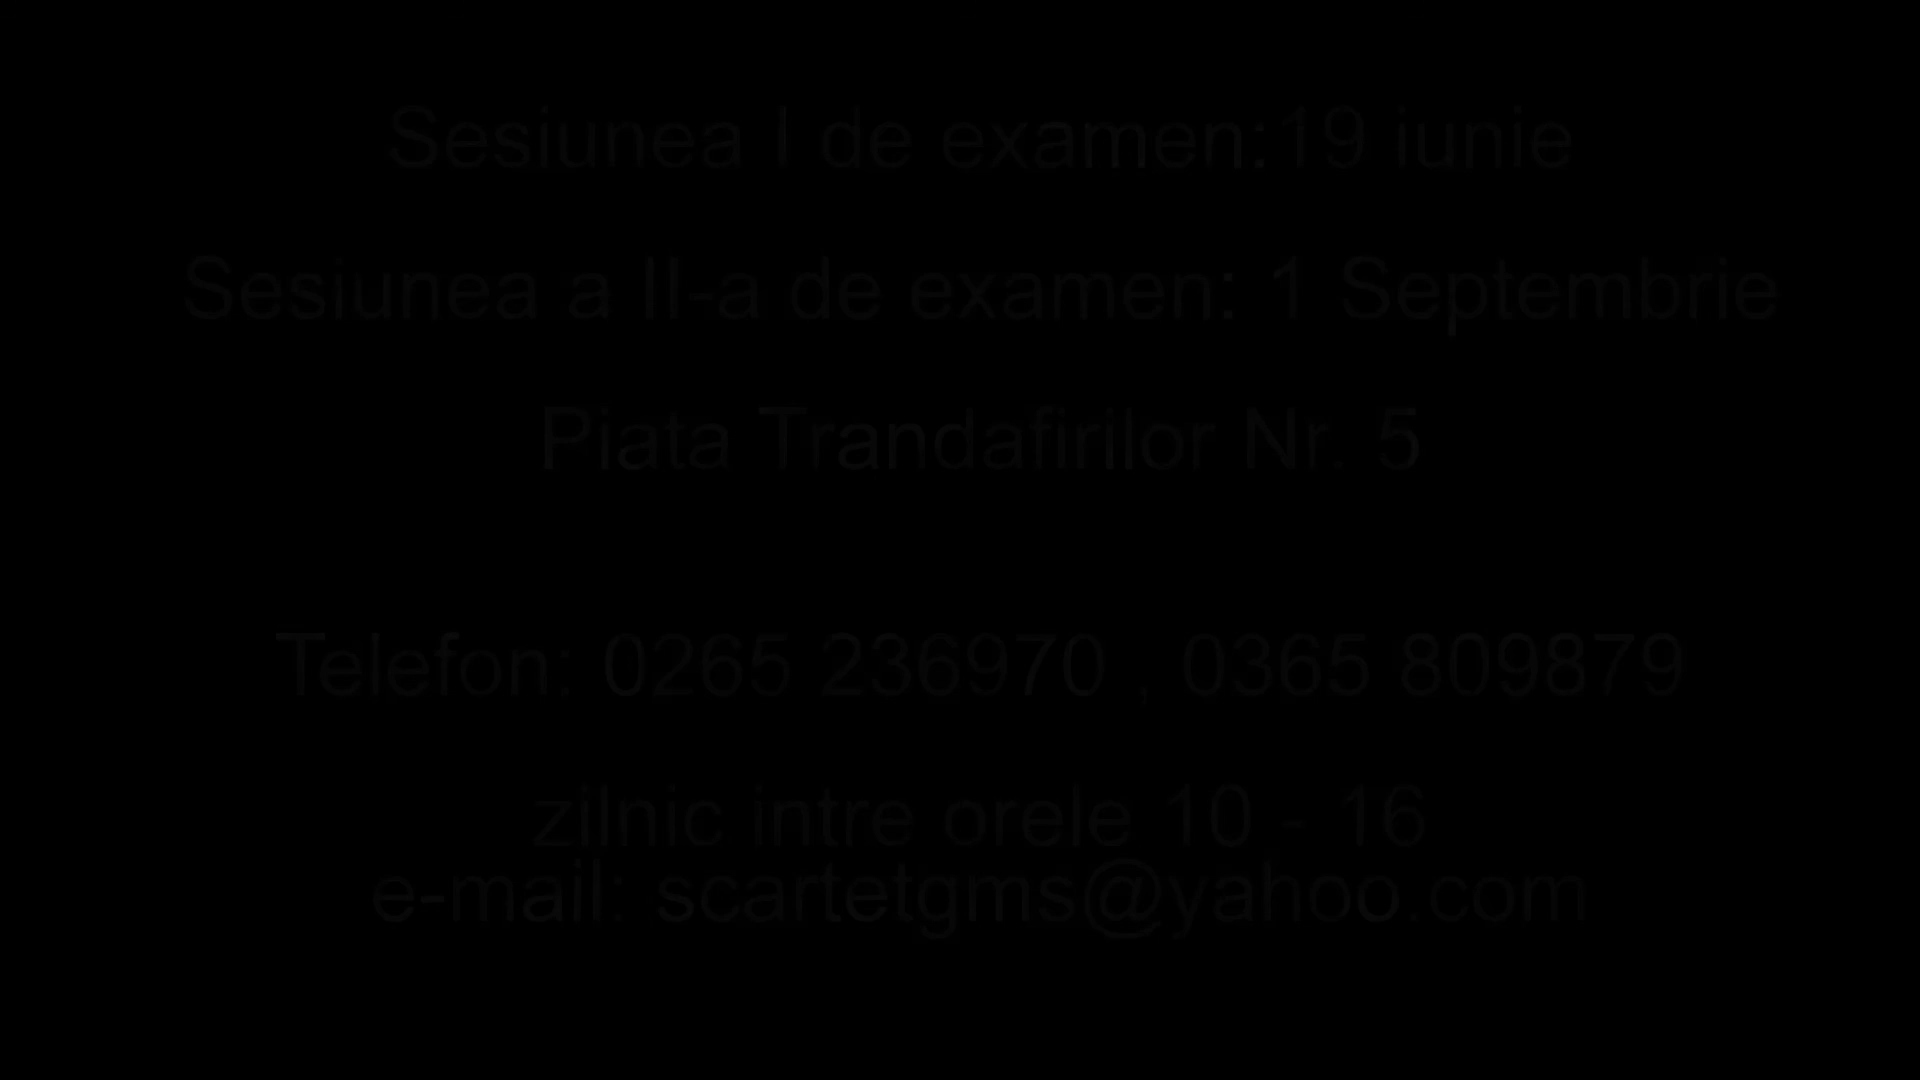 Sesiunea I de examen:19 iunie
Sesiunea a II-a de examen: 1 Septembrie
Piata Trandafirilor Nr. 5
Telefon: 0265 236970 , 0365 809879
zilnic intre orele 10 - 16
e-mail: scartetgms@yahoo.com